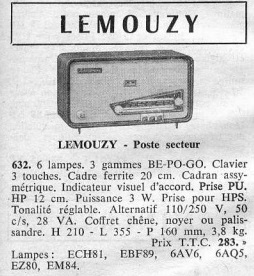 LEMOUZY
LEMOUZY - Poste secteur
632. 6 lampes. 3 gammes BE-PO-GO. Clavier
3 touches. Cadre ferrite 20 cm. Cadran assy-
métrique. Indicateur visuel d'accord. Prise PU.
HP 12 cm. Puissance 3 W. Prise pour HPS.
Tonalité réglable. Alternatif 110/250 V, 50
c/s, 28 VA. Coffret chêne, noyer ou palis-
sandre. H 210 - L 355 - P 160 mm, 3,8 kg.
Prix T.T.C. 283. »
Lampes : ECH81, EBF89, 6AV6, 6AQ5,
EZ80, EM84.